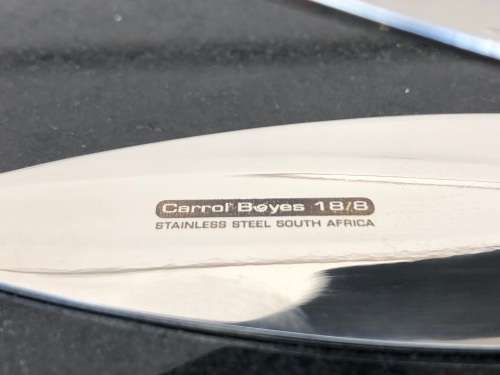 Carrol Boyes 18/8
STAINLESS STEEL SOUTH AFRICA